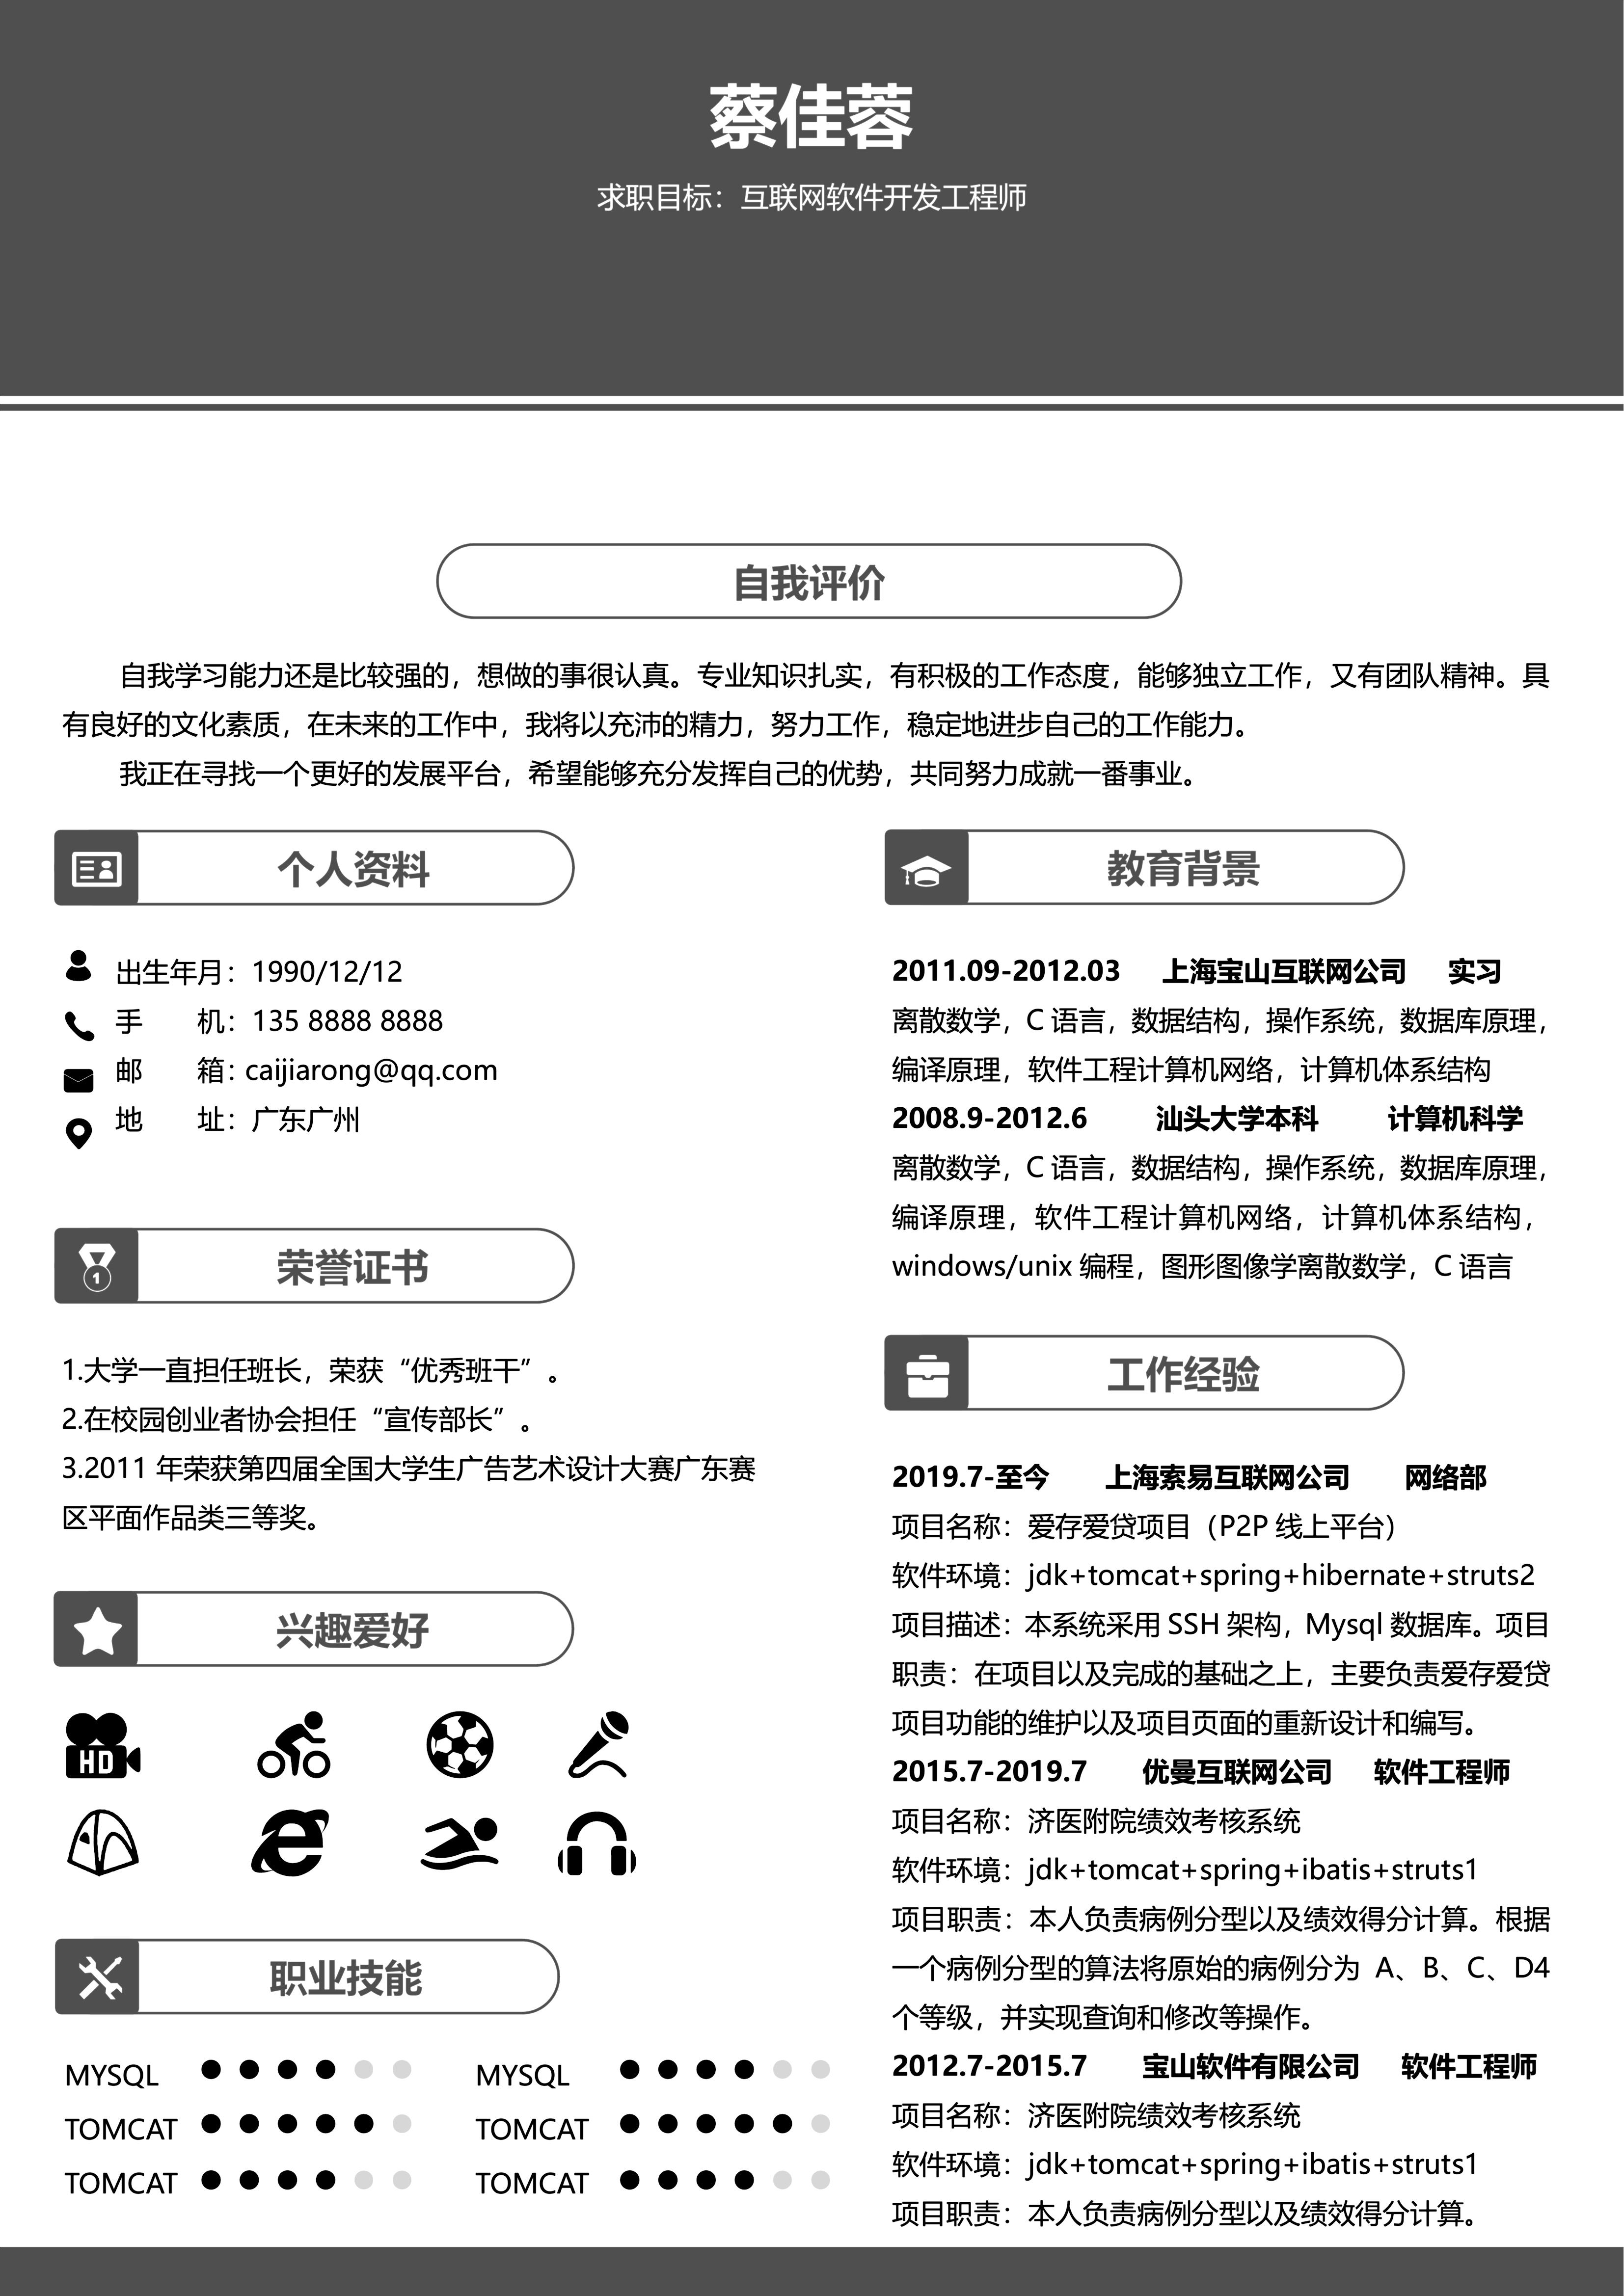 蔡佳蓉
求职目标：互联网软件开发工程师
自我评价
自我学习能力还是比较强的，想做的事很认真。专业知识扎实，有积极的工作态度，能够独立工作，又有团队精神。具
有良好的文化素质，在未来的工作中，我将以充沛的精力，努力工作，稳定地进步自己的工作能力。
我正在寻找一个更好的发展平台，希望能够充分发挥自己的优势，共同努力成就一番事业。
个人资料
出生年月：1990/12/12
手 机：135 8888 8888
邮 箱：caijiarong@qq.com
地 址：广东广州
荣誉证书
1.大学一直担任班长，荣获“优秀班干”。
2.在校园创业者协会担任“宣传部长”。
3.2011 年荣获第四届全国大学生广告艺术设计大赛广东赛
区平面作品类三等奖。
兴趣爱好
HD
职业技能
MYSQL MYSQL
TOMCAT TOMCAT
TOMCAT TOMCAT
教育背景
2011.09-2012.03 上海宝山互联网公司 实习
离散数学，C 语言，数据结构，操作系统，数据库原理，
编译原理，软件工程计算机网络，计算机体系结构
2008.9-2012.6 汕头大学本科 计算机科学
离散数学，C 语言，数据结构，操作系统，数据库原理，
编译原理，软件工程计算机网络，计算机体系结构，
windows/unix 编程，图形图像学离散数学，C 语言
工作经验
2019.7-至今 上海索易互联网公司 网络部
项目名称：爱存爱贷项目（P2P 线上平台）
软件环境：jdk+tomcat+spring+hibernate+struts2
项目描述：本系统采用 SSH 架构，Mysql 数据库。项目
职责：在项目以及完成的基础之上，主要负责爱存爱贷
项目功能的维护以及项目页面的重新设计和编写。
2015.7-2019.7 优曼互联网公司 软件工程师
项目名称：济医附院绩效考核系统
软件环境：jdk+tomcat+spring+ibatis+struts1
项目职责：本人负责病例分型以及绩效得分计算。根据
一个病例分型的算法将原始的病例分为 A、B、C、D4
个等级，并实现查询和修改等操作。
2012.7-2015.7 宝山软件有限公司 软件工程师
项目名称：济医附院绩效考核系统
软件环境：jdk+tomcat+spring+ibatis+struts1
项目职责：本人负责病例分型以及绩效得分计算。